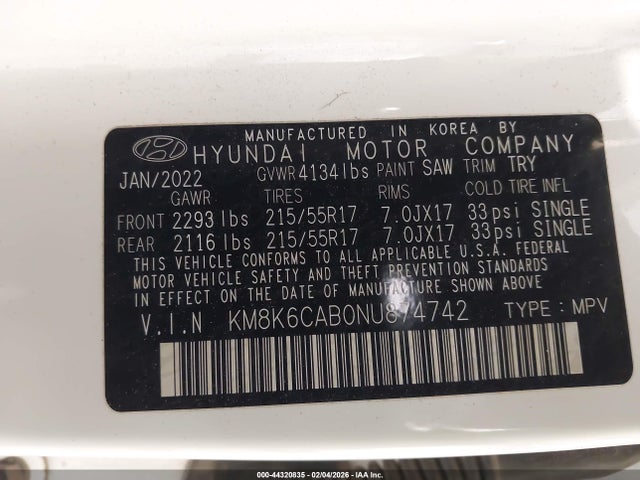 MANUFACTURED IN KOREA BY
HYUNDAI MOTOR COMPANY
JAN/2022 GVWR 4134lbs PAINT SAW TRIM TRY
GAWR TIRES RIMS COLD TIRE INFL
FRONT 2293 lbs 215/55R17 7.0JX17 33psi SINGLE
REAR 2116 lbs 215/55R17 7.0JX17 33psi SINGLE
THIS VEHICLE CONFORMS TO ALL APPLICABLE U.S.A. FEDERAL
MOTOR VEHICLE SAFETY AND THEFT PREVENTION STANDARDS
IN EFFECT ON THE DATE OF MANUFACTURE SHOWN ABOVE
V.I.N KM8K6CAB0NU874742 TYPE : MPV
000-44320835 - 02/04/2026 - IAA Inc.